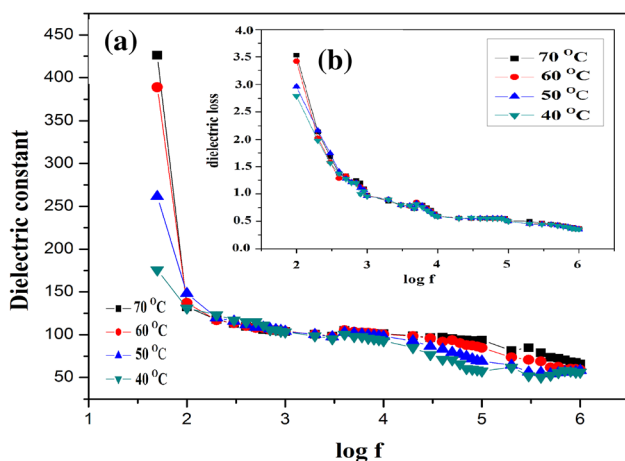 (a)
(b)
Dielectric constant
450
400
350
300
250
200
150
100
50
1
2
3
4
5
6
log f
70 °C
60 °C
50 °C
40 °C
dielectric loss
4.0
3.5
3.0
2.5
2.0
1.5
1.0
0.5
0.0
2
3
4
5
6
log f
70 °C
60 °C
50 °C
40 °C